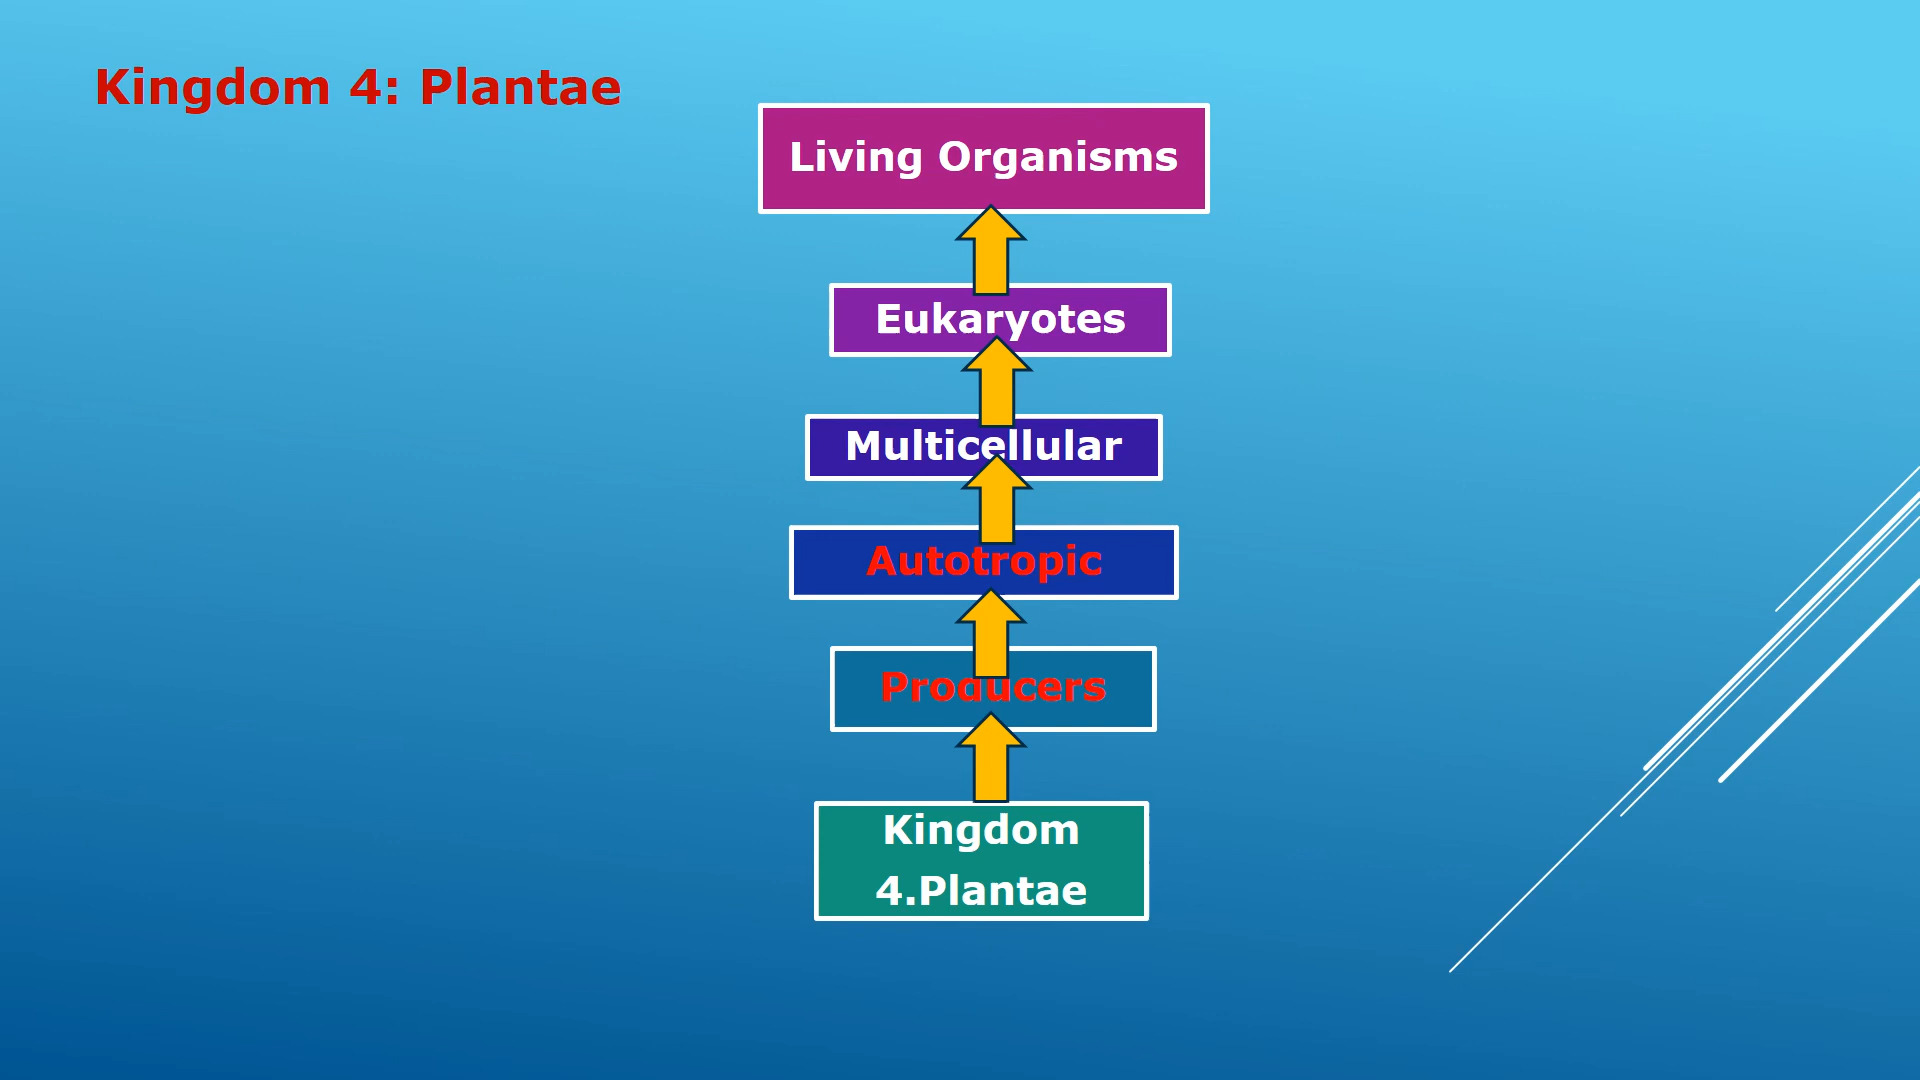 Kingdom 4: Plantae
Living Organisms
Eukaryotes
Multicellular
Autotropic
Producers
Kingdom
4.Plantae